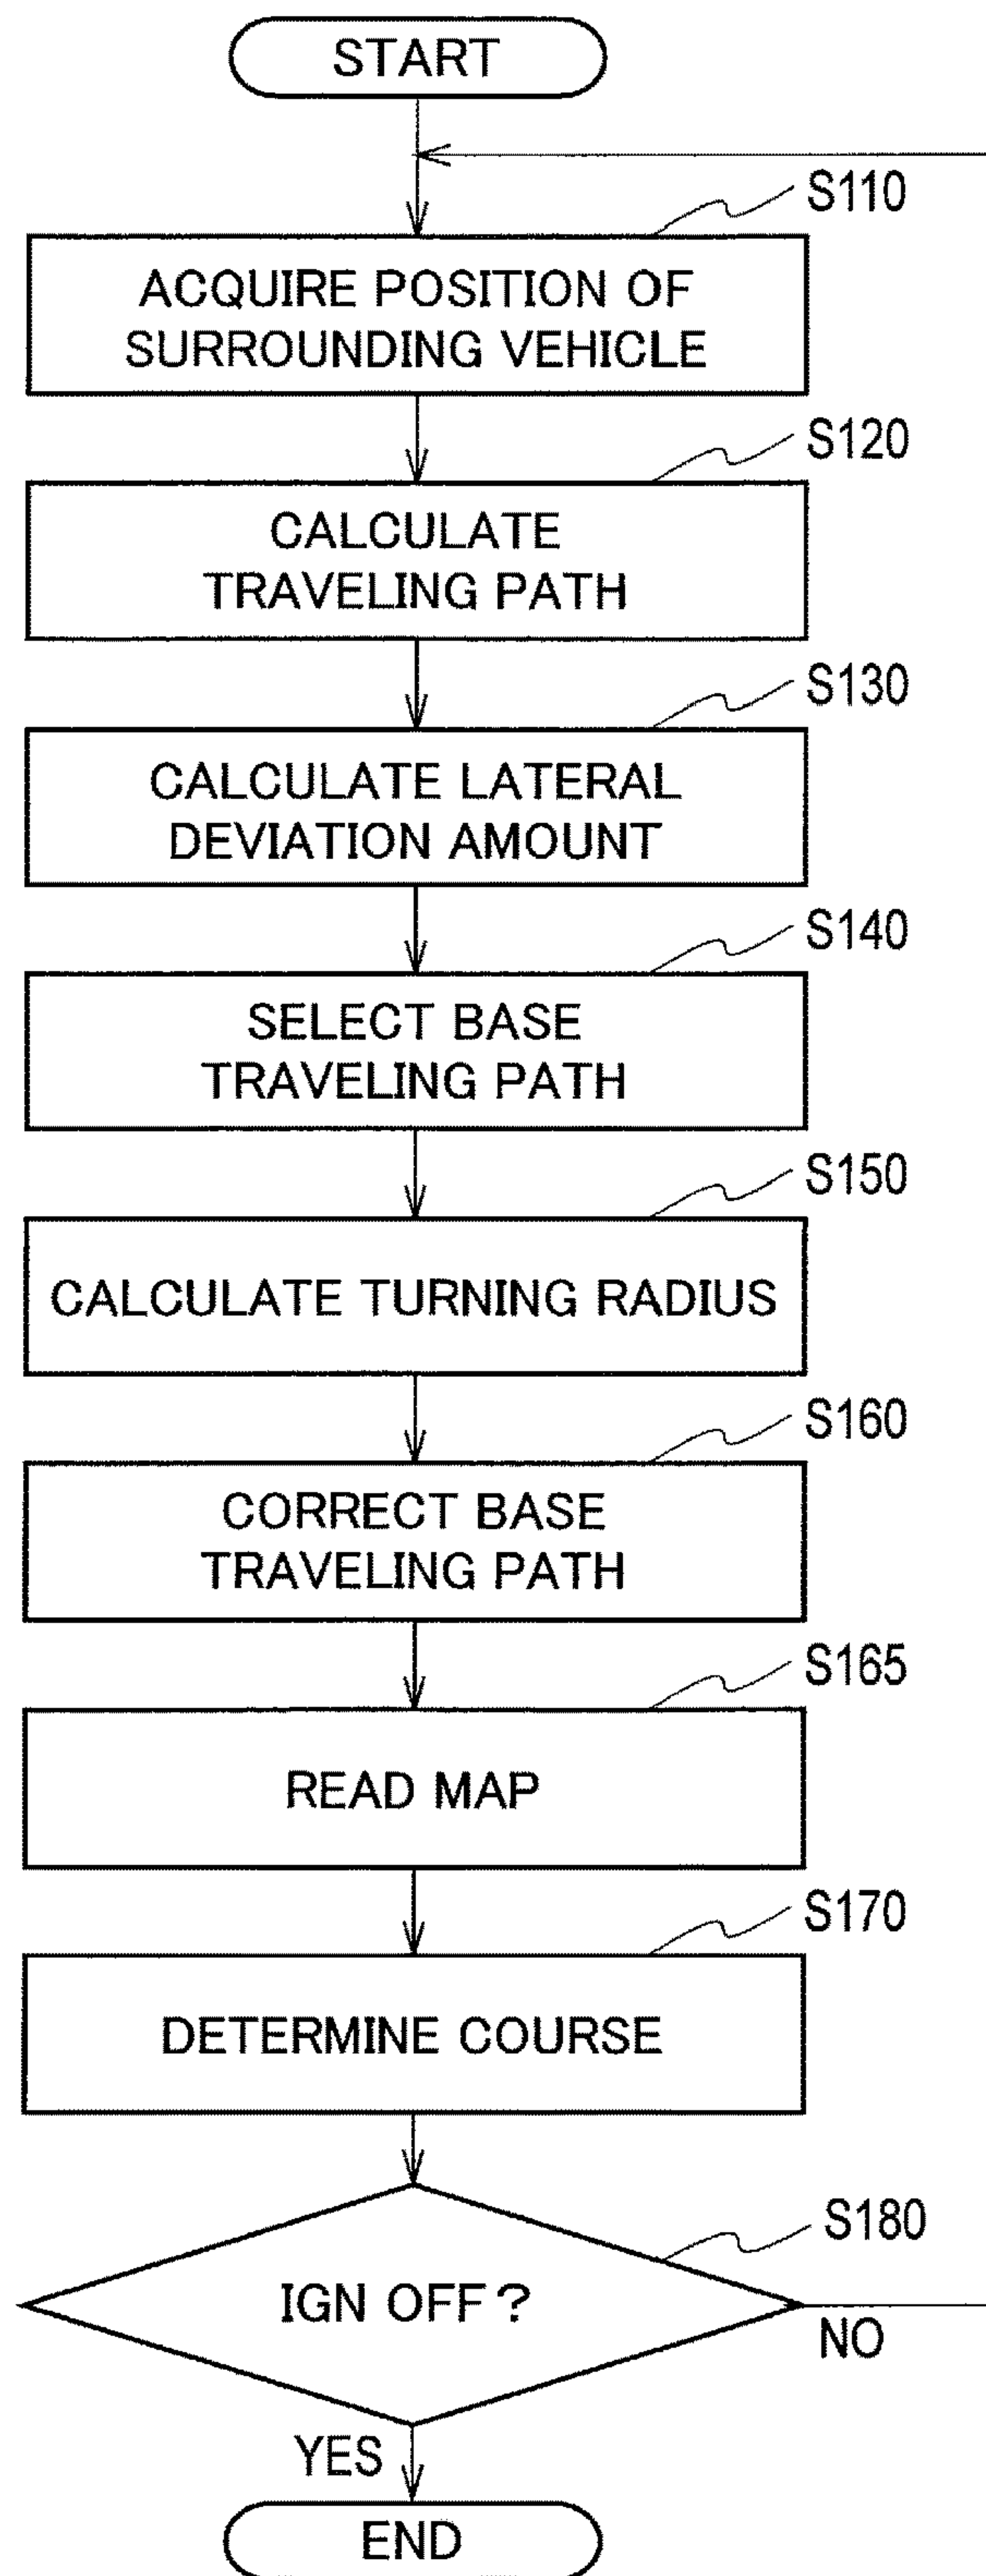 START
S110
ACQUIRE POSITION OF
SURROUNDING VEHICLE
S120
CALCULATE
TRAVELING PATH
S130
CALCULATE LATERAL
DEVIATION AMOUNT
S140
SELECT BASE
TRAVELING PATH
S150
CALCULATE TURNING RADIUS
S160
CORRECT BASE
TRAVELING PATH
S165
READ MAP
S170
DETERMINE COURSE
S180
IGN OFF ?
NO
YES
END